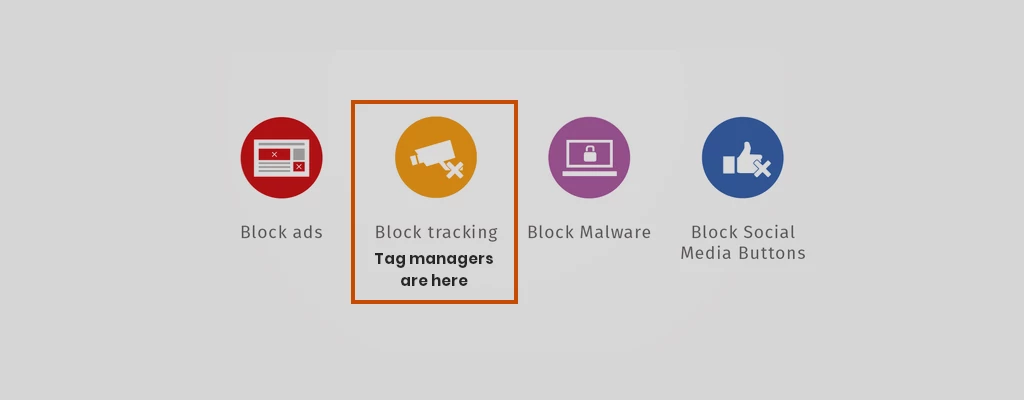 Block ads
Block tracking
Tag managers
are here
Block Malware
Block Social
Media Buttons